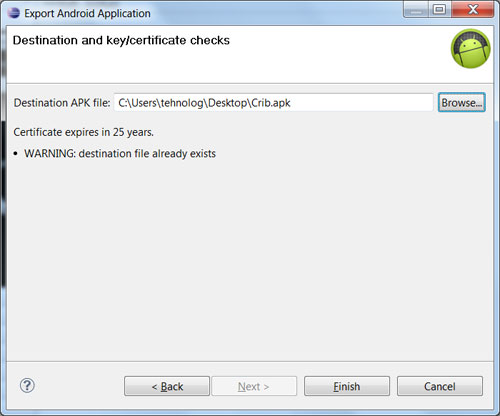 Export Android Application
Destination and key/certificate checks
Destination APK file: C:\Users\tehnolog\Desktop\Crib.apk Browse...
Certificate expires in 25 years.
• WARNING: destination file already exists
? < Back Next > Finish Cancel